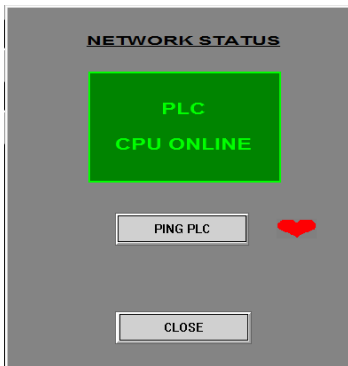 NETWORK STATUS
PLC
CPU ONLINE
PING PLC
CLOSE